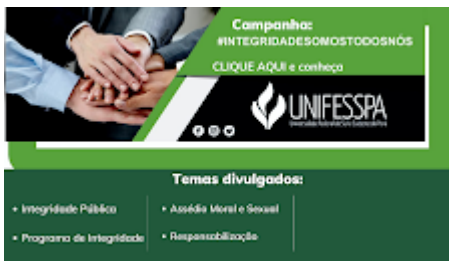 Campanha:
#INTEGRIDADESOMOSTODOSNÓS
CLIQUE AQUI e conheça
UNIFESSPA
Temas divulgados:
• Integridade Pública
• Assédio Moral e Sexual
• Programa de Integridade
• Responsabilização